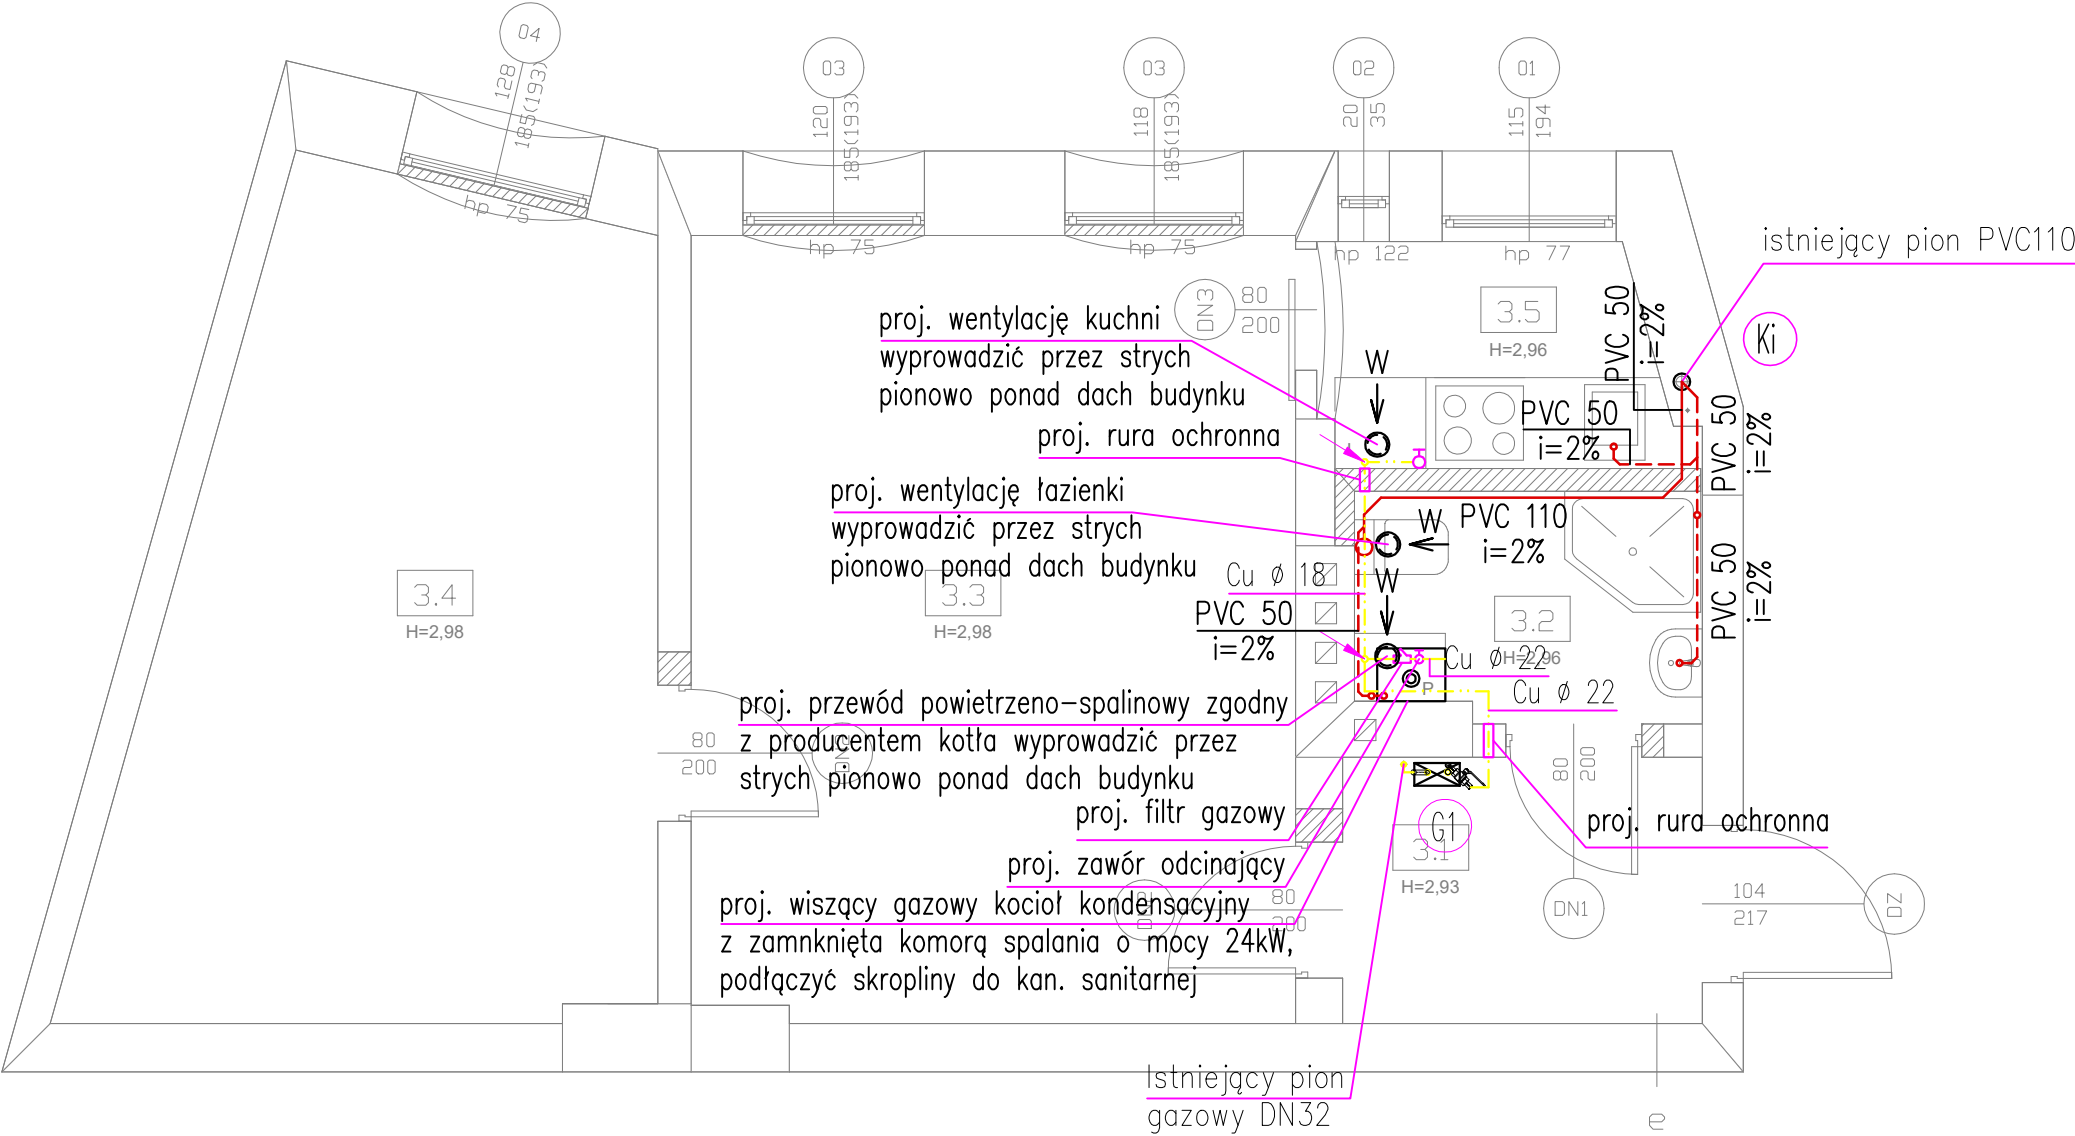 04
128
185(193)
hp 75
03
120
185(193)
hp 75
03
118
185(193)
hp 75
02
20
35
hp 122
01
115
194
hp 77
istniejący pion PVC110
Ki
DN3
80
200
3.5
H=2,96
PVC 50
i=2%
proj. wentylację kuchni
wyprowadzić przez strych
pionowo ponad dach budynku
W
PVC 50
i=2%
PVC 50
i=2%
proj. rura ochronna
proj. wentylację łazienki
wyprowadzić przez strych
pionowo ponad dach budynku
W
PVC 110
i=2%
PVC 50
i=2%
Cu ø 18
W
PVC 50
i=2%
3.4
H=2,98
3.3
H=2,98
3.2
H=2,96
Cu ø 22
Cu ø 22
P
proj. przewód powietrzeno-spalinowy zgodny
z producentem kotła wyprowadzić przez
strych pionowo ponad dach budynku
80
200
80
200
proj. filtr gazowy
G1
3.1
H=2,93
proj. rura ochronna
proj. zawór odcinający
80
200
DN1
104
217
DZ
proj. wiszący gazowy kocioł kondensacyjny
z zamnknięta komorą spalania o mocy 24kW,
podłączyć skropliny do kan. sanitarnej
Istniejący pion
gazowy DN32